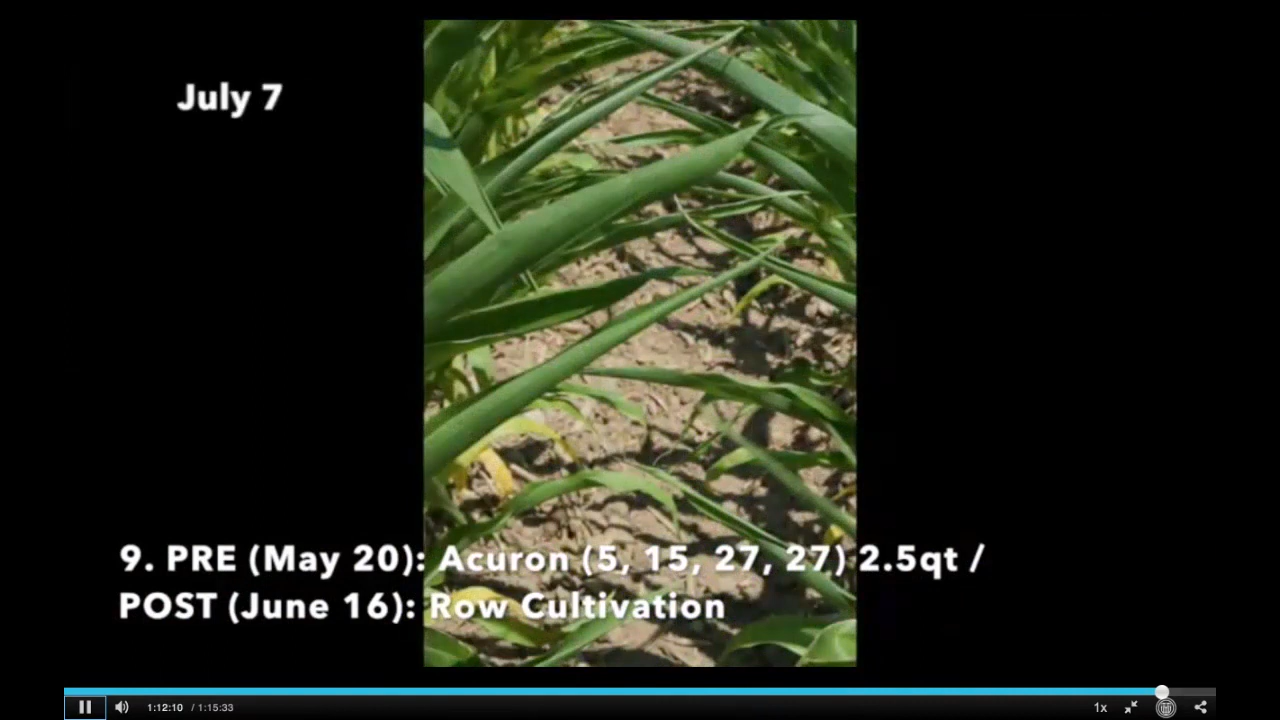 July 7
9. PRE (May 20): Acuron (5, 15, 27, 27) 2.5qt /
POST (June 16): Row Cultivation
1:12:10 / 1:15:33
1x